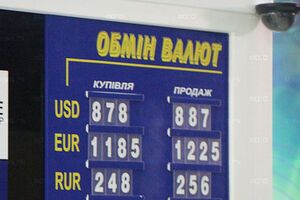 ОБМІН ВАЛЮТ
КУПІВЛЯ ПРОДАЖ
USD 878 887
EUR 1185 1225
RUR 248 256